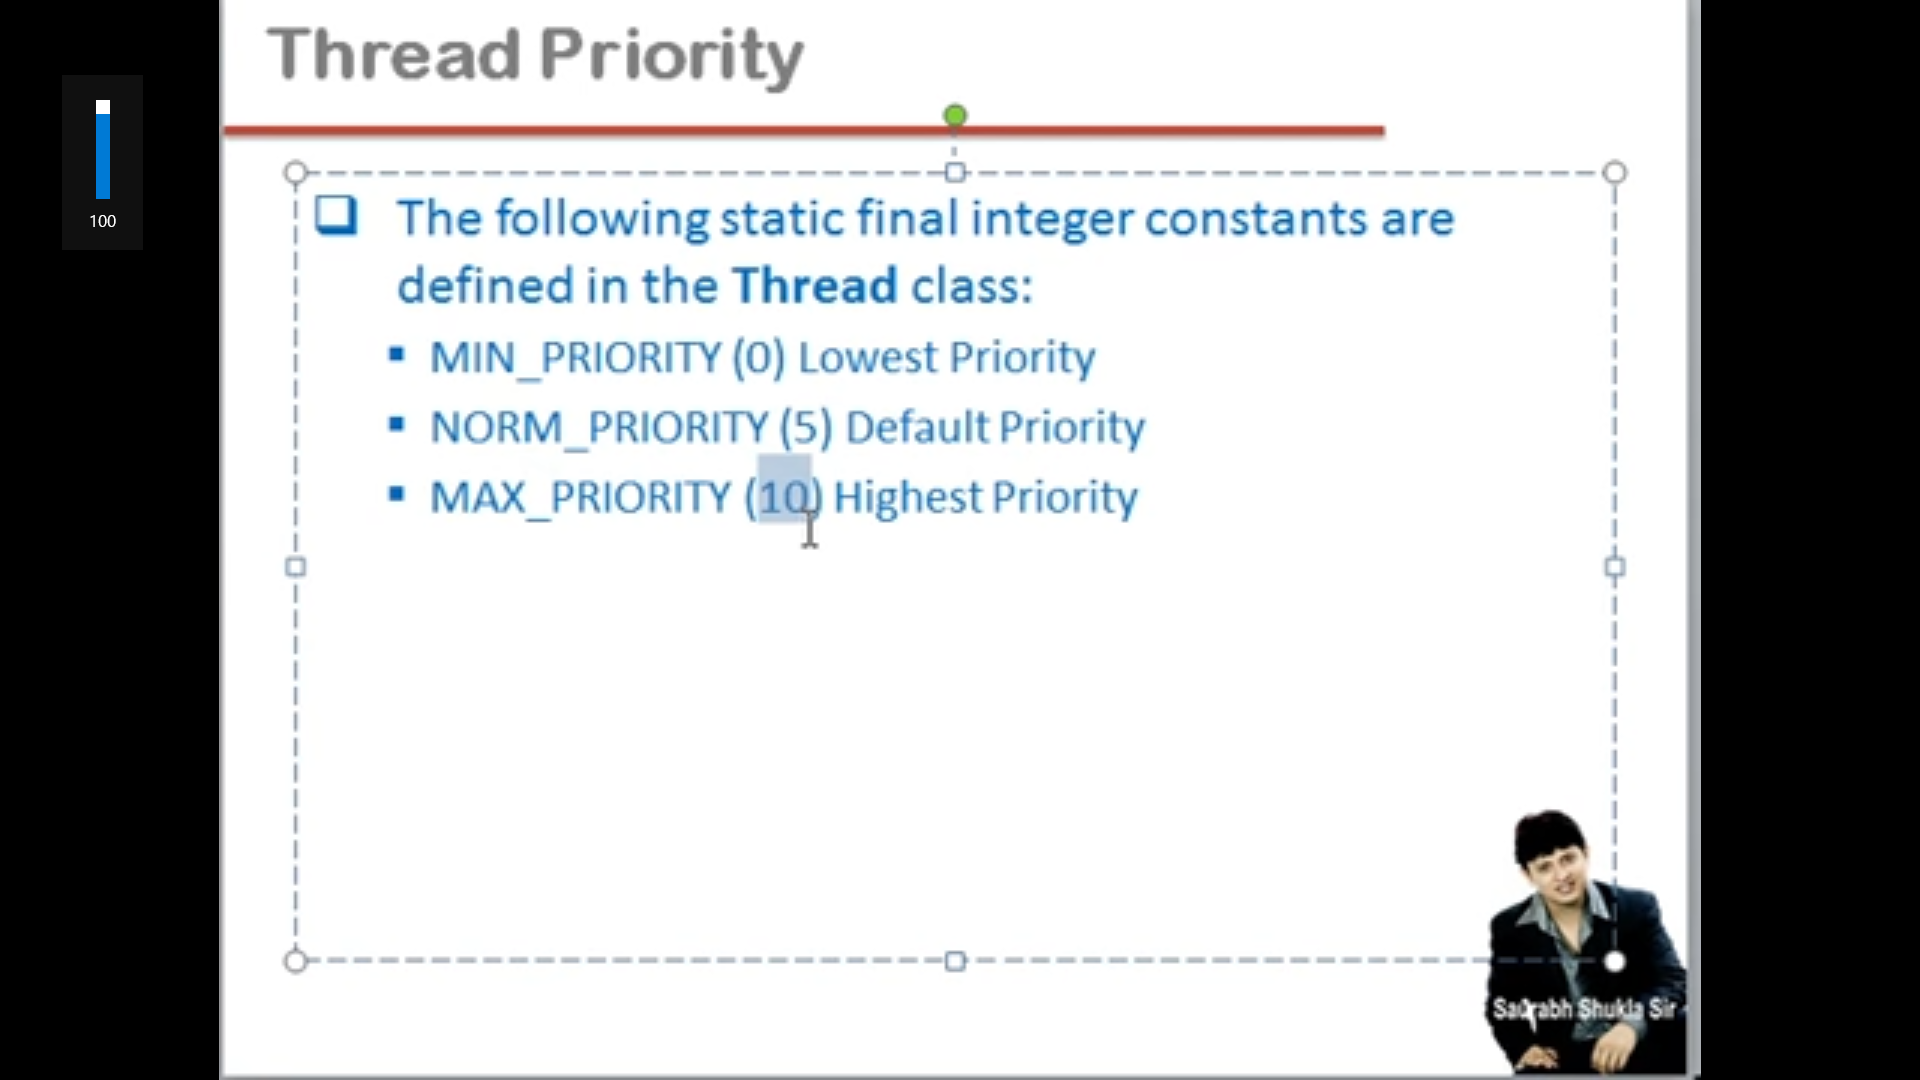 Thread Priority
100
The following static final integer constants are
defined in the Thread class:
MIN_PRIORITY (0) Lowest Priority
NORM_PRIORITY (5) Default Priority
MAX_PRIORITY (10) Highest Priority
Saurabh Shukla Sir